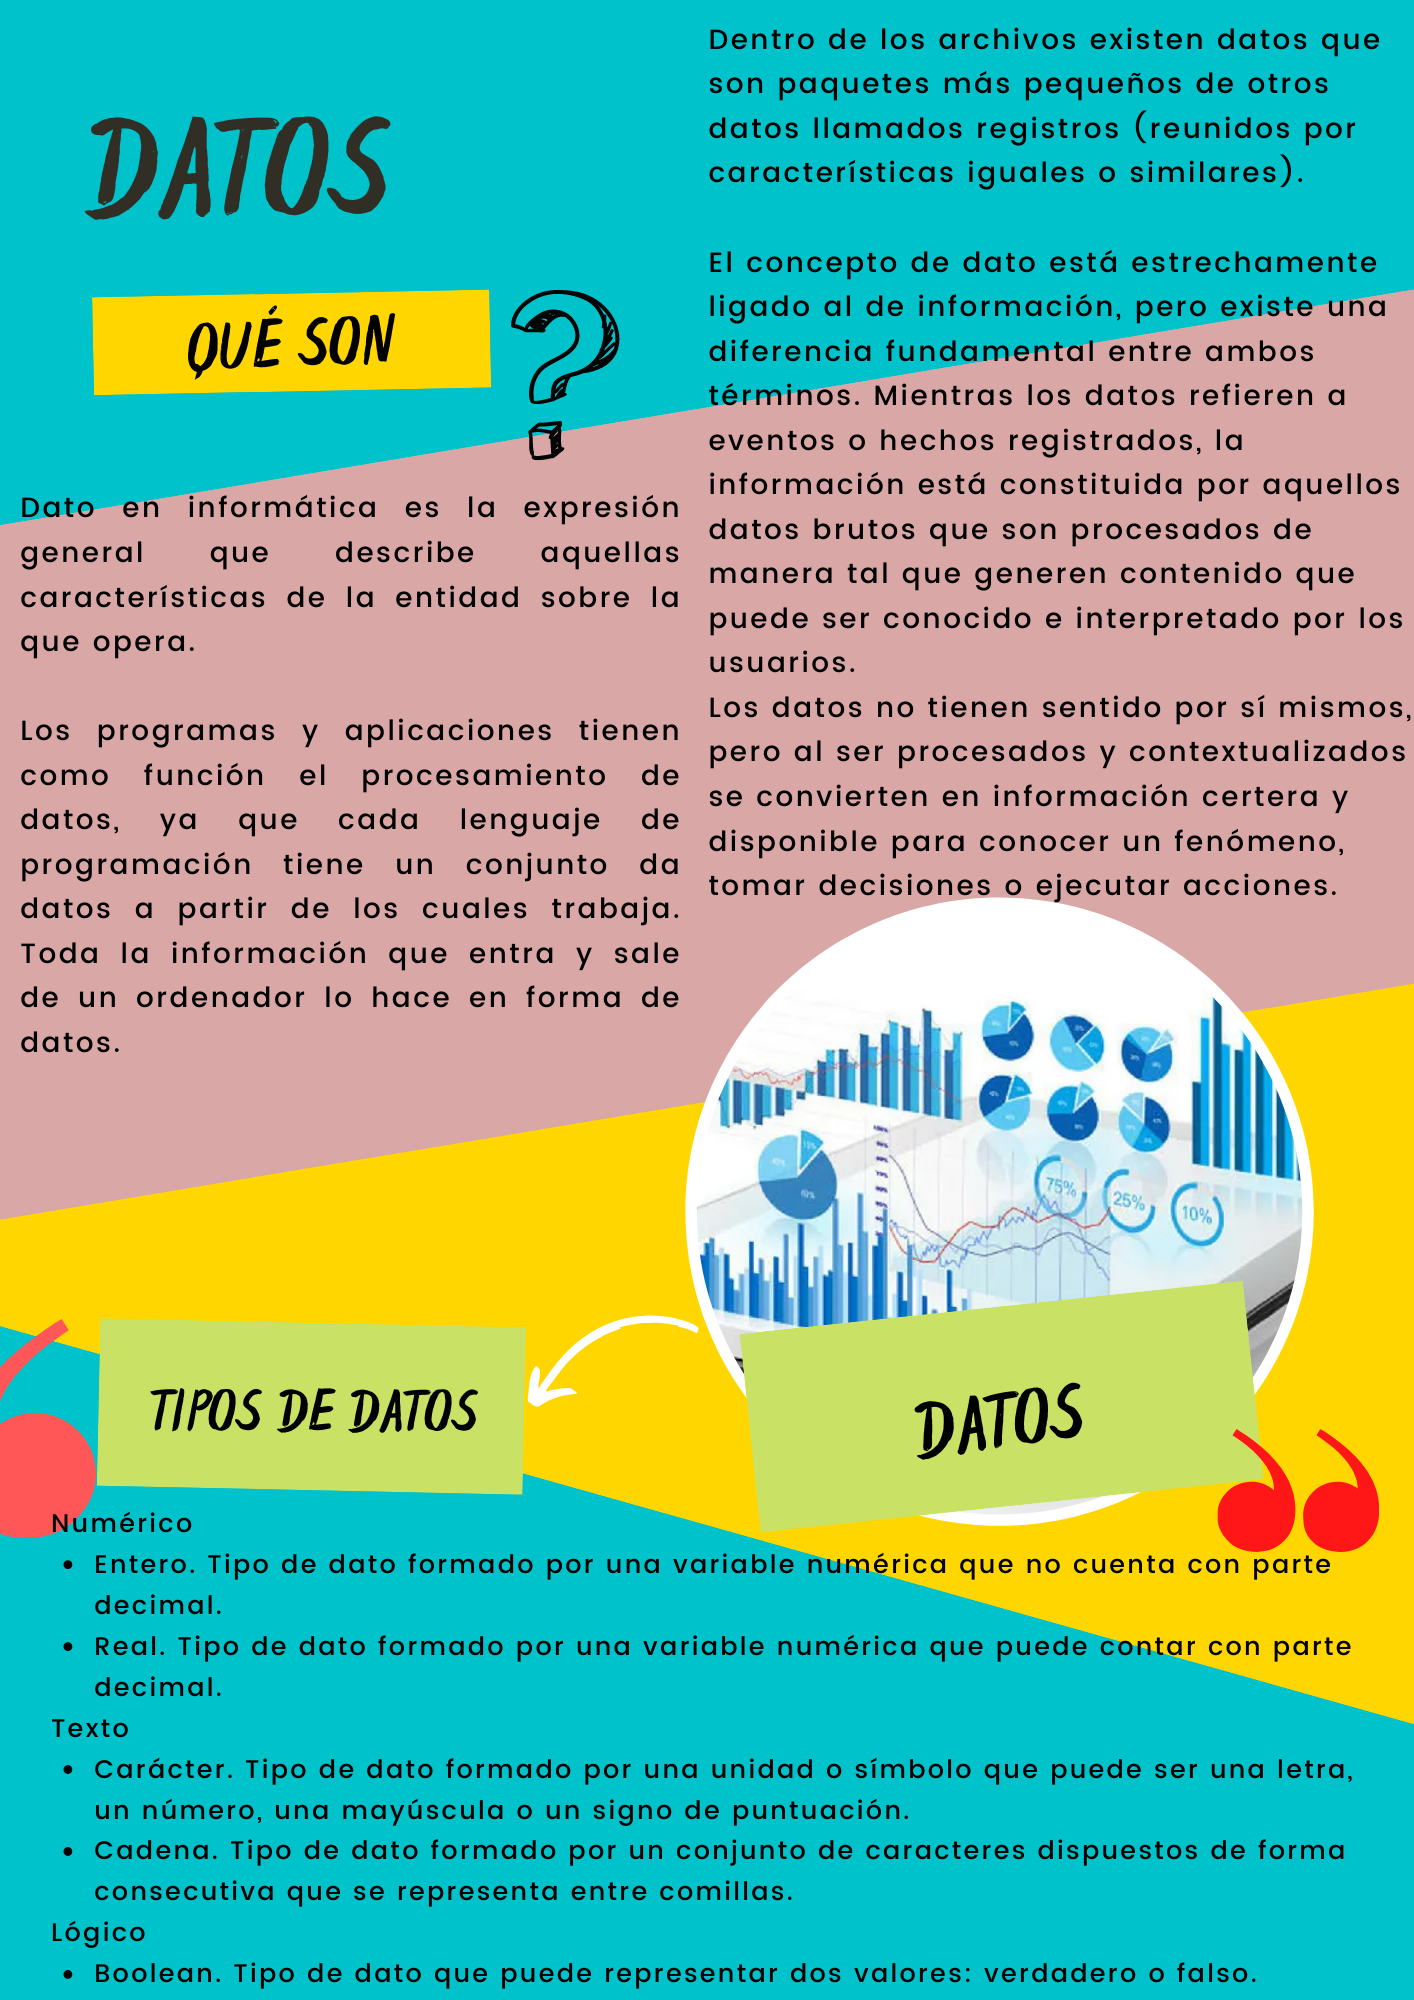 DATOS
QUÉ SON
?
Dato en informática es la expresión
general que describe aquellas
características de la entidad sobre la
que opera.
Los programas y aplicaciones tienen
como función el procesamiento de
datos, ya que cada lenguaje de
programación tiene un conjunto da
datos a partir de los cuales trabaja.
Toda la información que entra y sale
de un ordenador lo hace en forma de
datos.
Dentro de los archivos existen datos que
son paquetes más pequeños de otros
datos llamados registros (reunidos por
características iguales o similares).
El concepto de dato está estrechamente
ligado al de información, pero existe una
diferencia fundamental entre ambos
términos. Mientras los datos refieren a
eventos o hechos registrados, la
información está constituida por aquellos
datos brutos que son procesados de
manera tal que generen contenido que
puede ser conocido e interpretado por los
usuarios.
Los datos no tienen sentido por sí mismos,
pero al ser procesados y contextualizados
se convierten en información certera y
disponible para conocer un fenómeno,
tomar decisiones o ejecutar acciones.
75%
25%
10%
DATOS
TIPOS DE DATOS
Numérico
• Entero. Tipo de dato formado por una variable numérica que no cuenta con parte
decimal.
• Real. Tipo de dato formado por una variable numérica que puede contar con parte
decimal.
Texto
• Carácter. Tipo de dato formado por una unidad o símbolo que puede ser una letra,
un número, una mayúscula o un signo de puntuación.
• Cadena. Tipo de dato formado por un conjunto de caracteres dispuestos de forma
consecutiva que se representa entre comillas.
Lógico
• Boolean. Tipo de dato que puede representar dos valores: verdadero o falso.